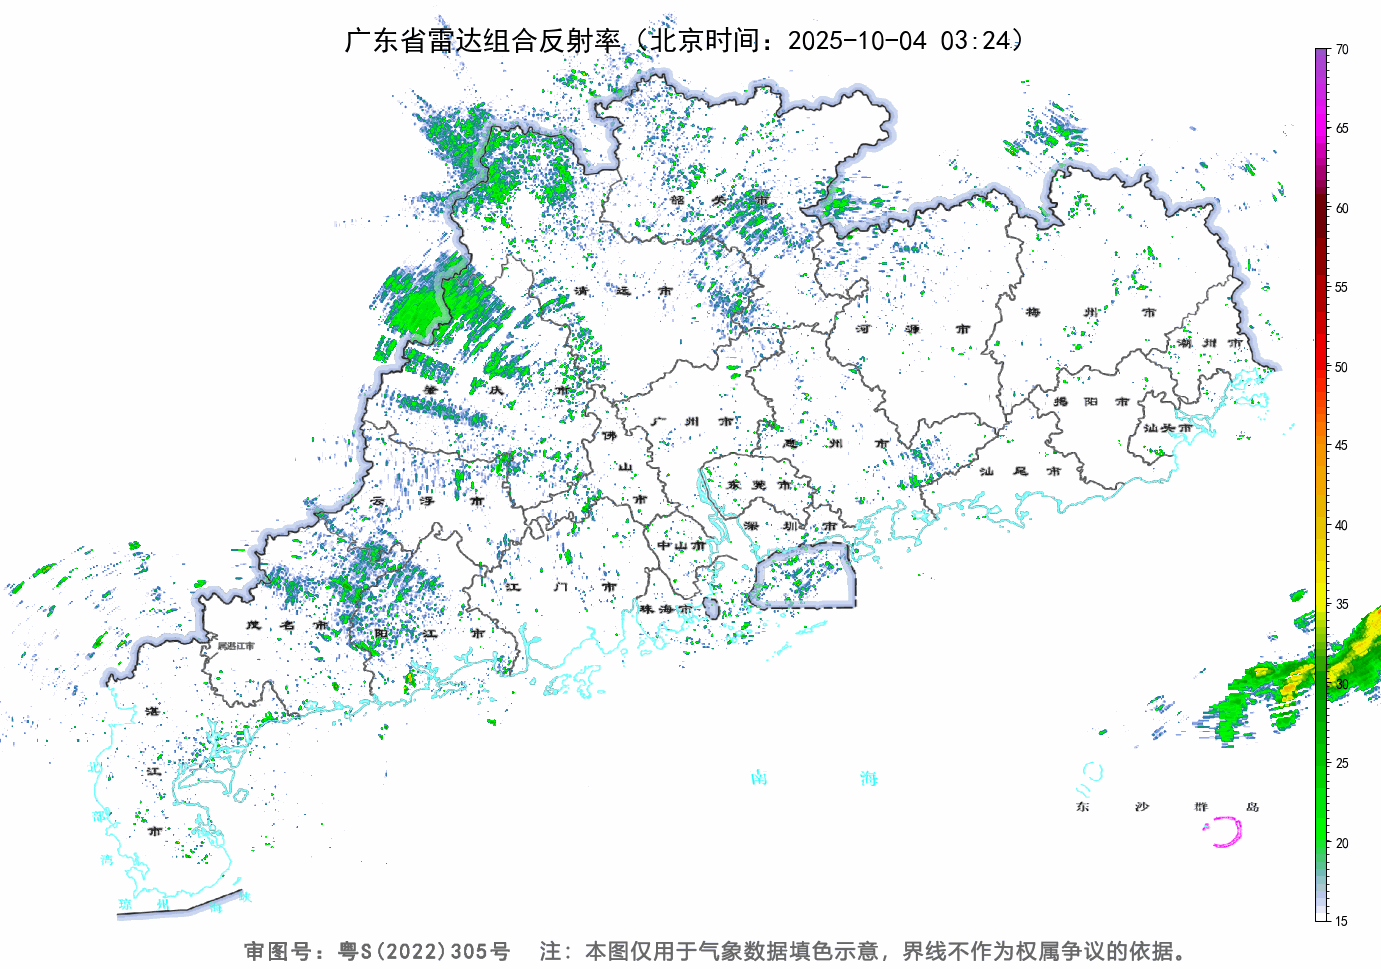 广东省雷达组合反射率（北京时间：2025-10-04 03:24）
70
65
60
55
50
45
40
35
30
25
20
15
韶关市
清远市
河源市
梅州市
潮州市
肇庆市
广州市
佛山市
惠州市
揭阳市
汕头市
汕尾市
云浮市
东莞市
深圳市
中山市
江门市
珠海市
茂名市
阳江市
属湛江市
湛江市
北部湾
琼州海峡
南海
东沙群岛
审图号：粤S(2022)305号 注：本图仅用于气象数据填色示意，界线不作为权属争议的依据。